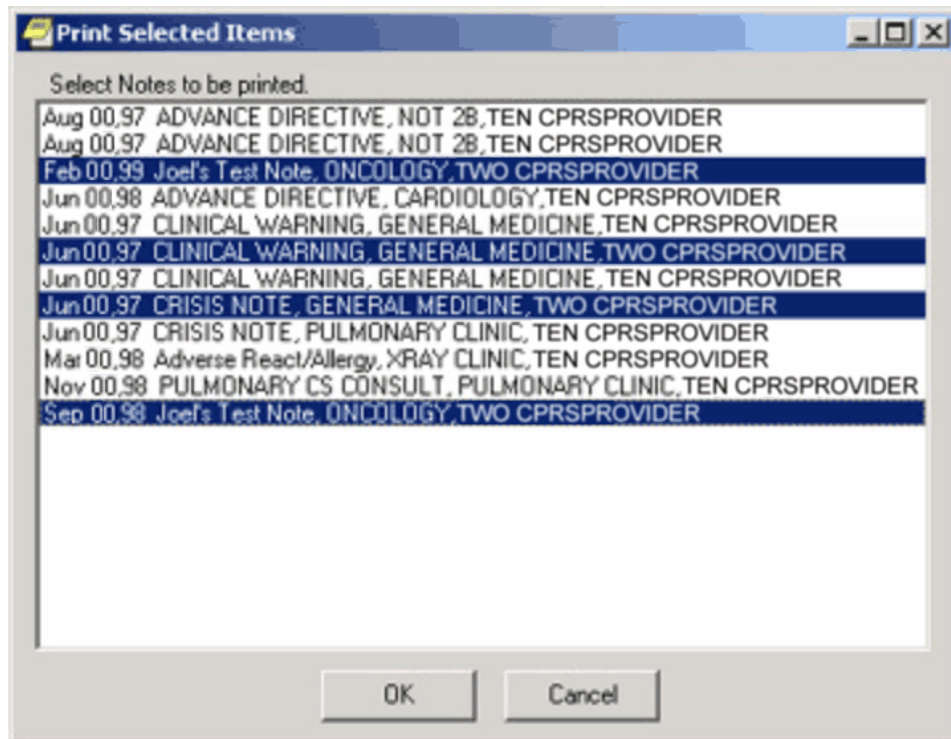 Print Selected Items
Select Notes to be printed.
Aug 00,97 ADVANCE DIRECTIVE, NOT 2B,TEN CPRSPROVIDER
Aug 00,97 ADVANCE DIRECTIVE, NOT 2B,TEN CPRSPROVIDER
Feb 00,99 Joel's Test Note, ONCOLOGY,TWO CPRSPROVIDER
Jun 00,98 ADVANCE DIRECTIVE, CARDIOLOGY,TEN CPRSPROVIDER
Jun 00,97 CLINICAL WARNING, GENERAL MEDICINE,TEN CPRSPROVIDER
Jun 00,97 CLINICAL WARNING, GENERAL MEDICINE,TWO CPRSPROVIDER
Jun 00,97 CLINICAL WARNING, GENERAL MEDICINE, TEN CPRSPROVIDER
Jun 00,97 CRISIS NOTE, GENERAL MEDICINE, TWO CPRSPROVIDER
Jun 00,97 CRISIS NOTE, PULMONARY CLINIC, TEN CPRSPROVIDER
Mar 00,98 Adverse React/Allergy, XRAY CLINIC, TEN CPRSPROVIDER
Nov 00,98 PULMONARY CS CONSULT, PULMONARY CLINIC, TEN CPRSPROVIDER
Sep 00,98 Joel's Test Note, ONCOLOGY,TWO CPRSPROVIDER
OK Cancel